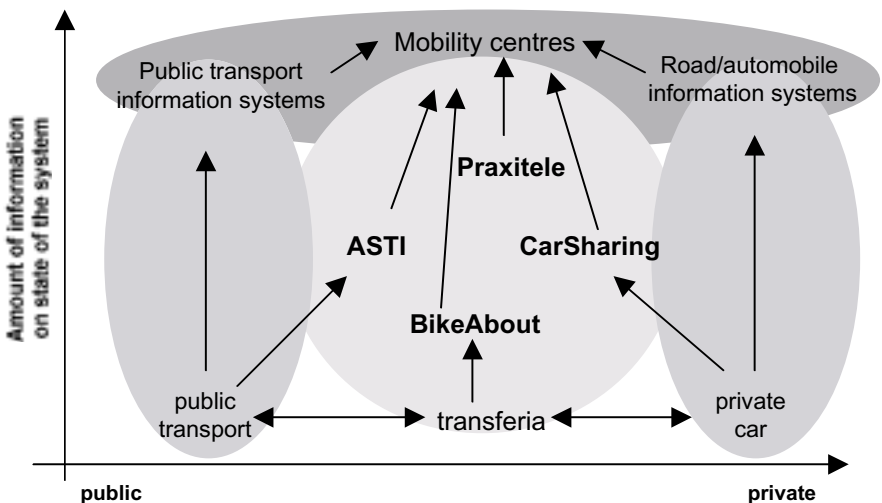 Mobility centres
Public transport
information systems
Road/automobile
information systems
Amount of information
on state of the system
Praxitele
ASTI
CarSharing
BikeAbout
public
transport
transferia
private
car
public
private